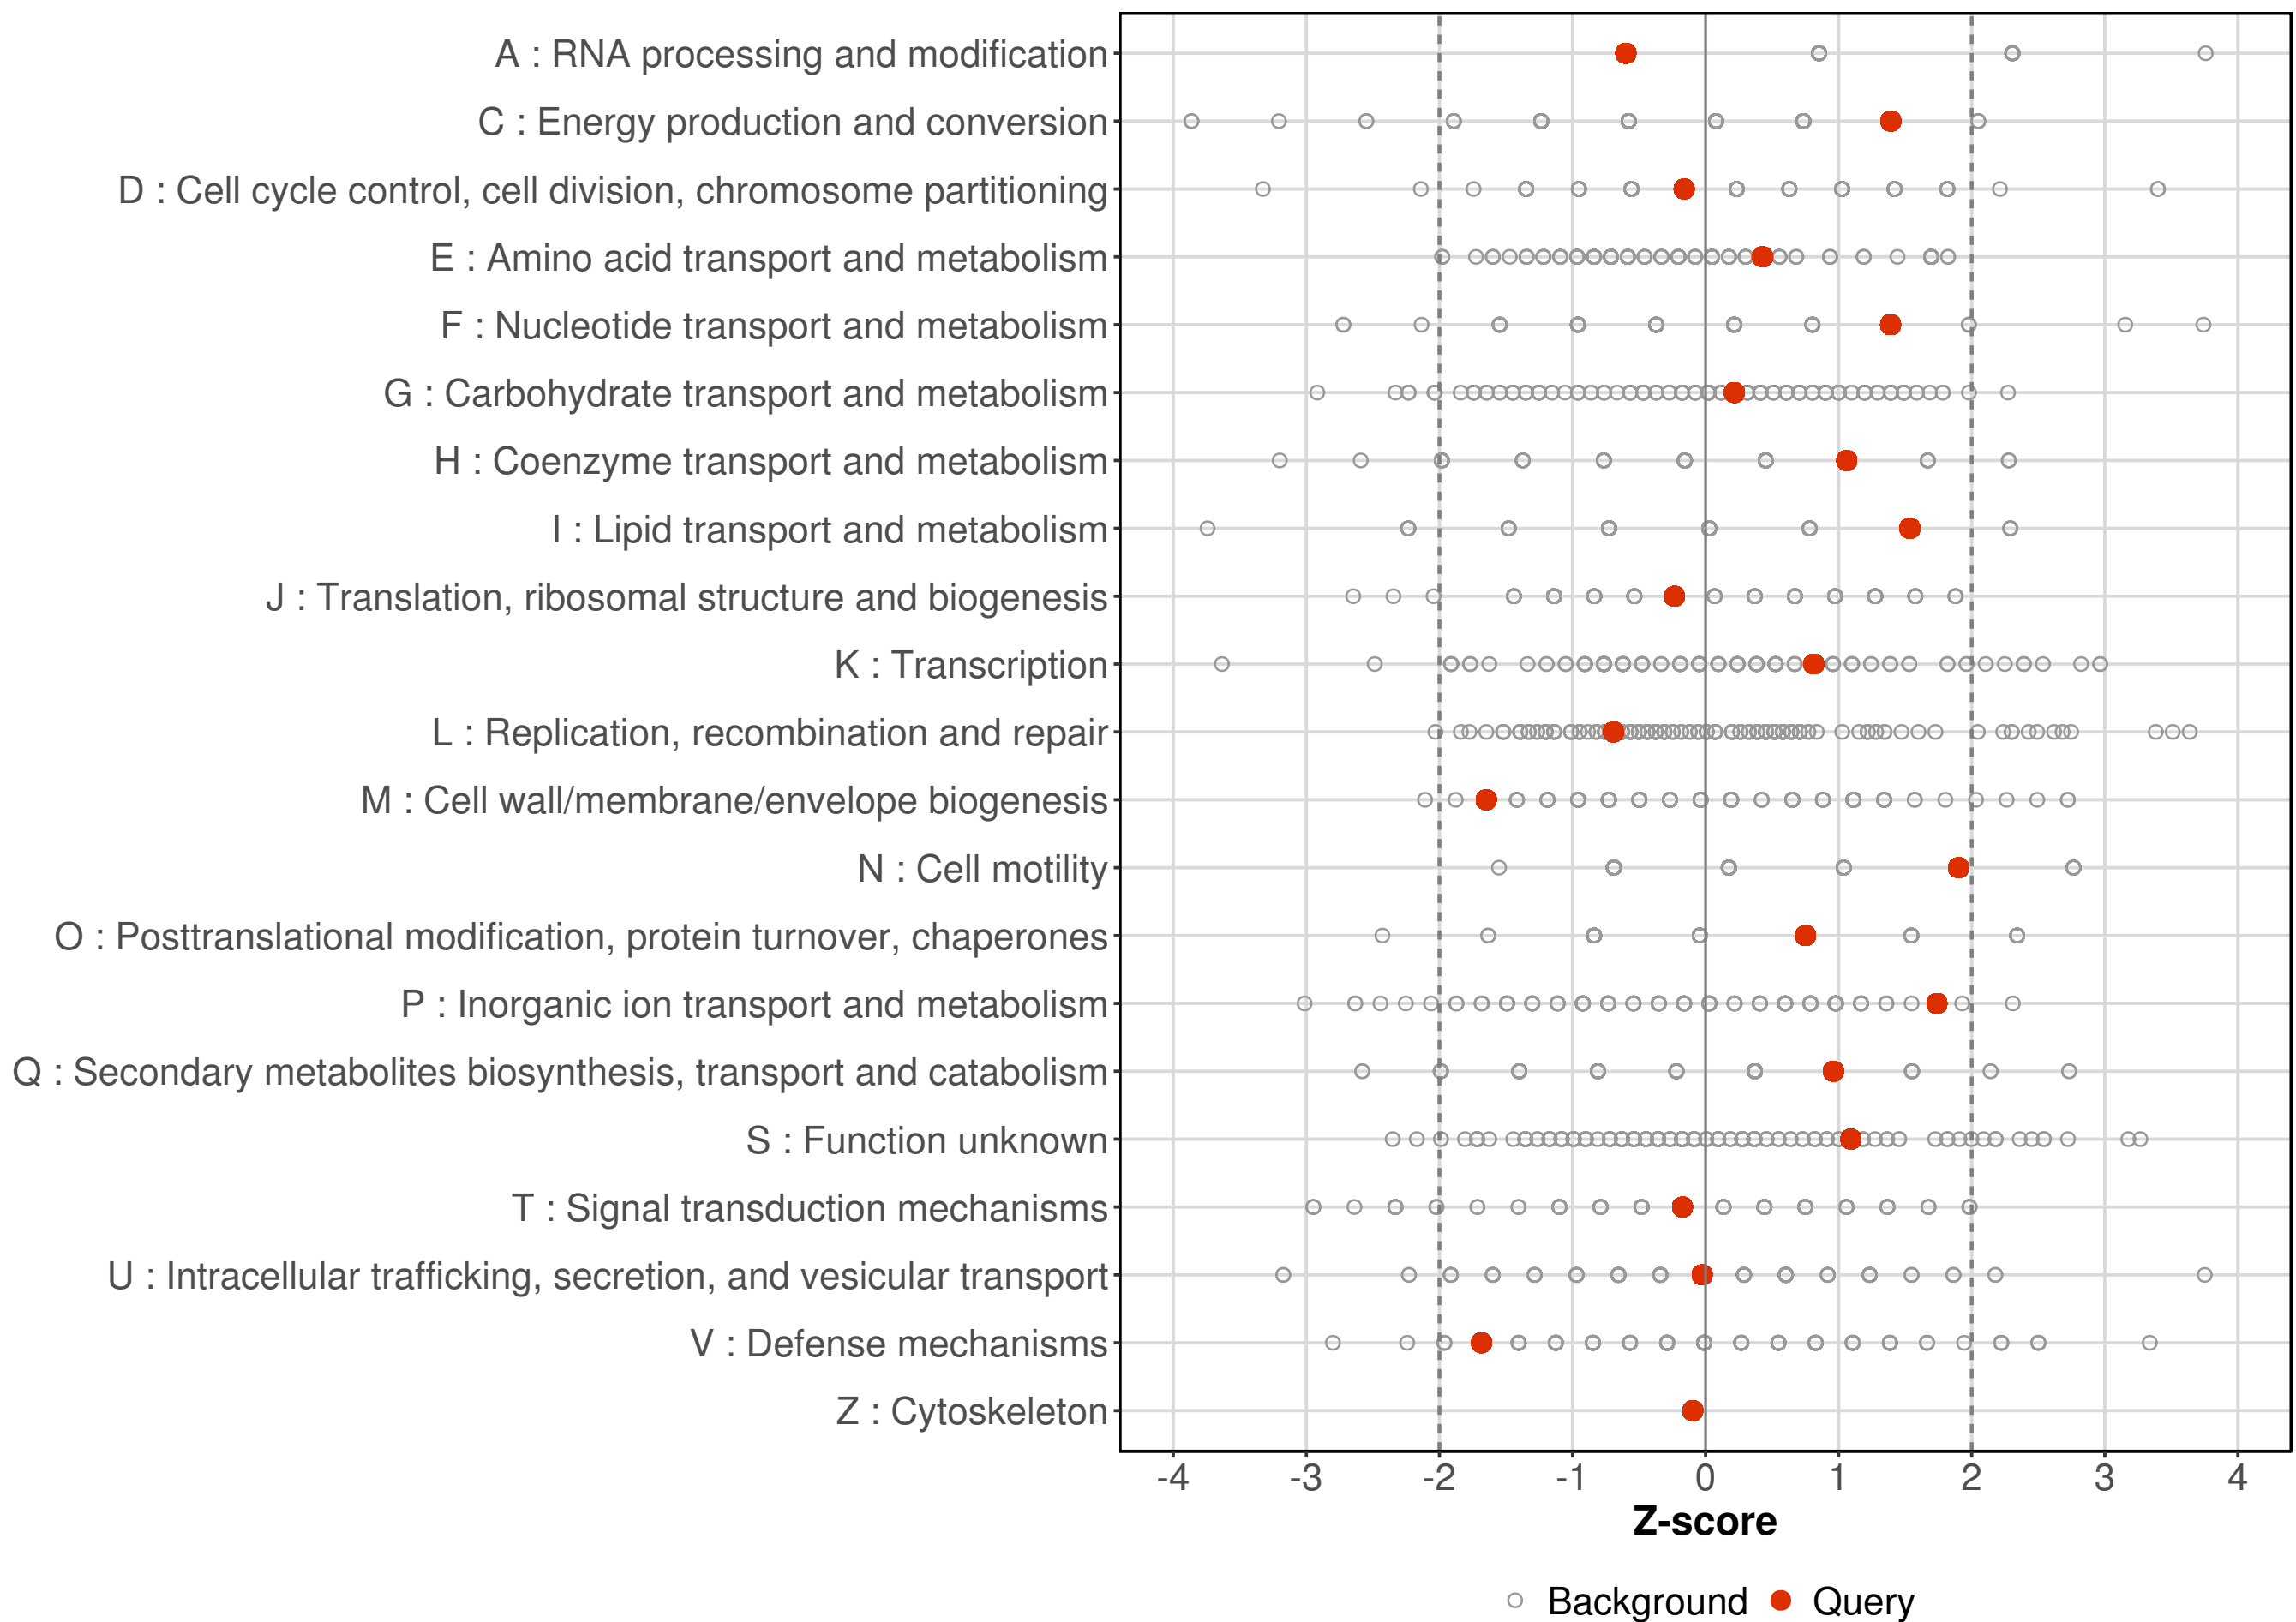 A : RNA processing and modification
C : Energy production and conversion
D : Cell cycle control, cell division, chromosome partitioning
E : Amino acid transport and metabolism
F : Nucleotide transport and metabolism
G : Carbohydrate transport and metabolism
H : Coenzyme transport and metabolism
I : Lipid transport and metabolism
J : Translation, ribosomal structure and biogenesis
K : Transcription
L : Replication, recombination and repair
M : Cell wall/membrane/envelope biogenesis
N : Cell motility
O : Posttranslational modification, protein turnover, chaperones
P : Inorganic ion transport and metabolism
Q : Secondary metabolites biosynthesis, transport and catabolism
S : Function unknown
T : Signal transduction mechanisms
U : Intracellular trafficking, secretion, and vesicular transport
V : Defense mechanisms
Z : Cytoskeleton
-4 -3 -2 -1 0 1 2 3 4
Z-score
Background Query